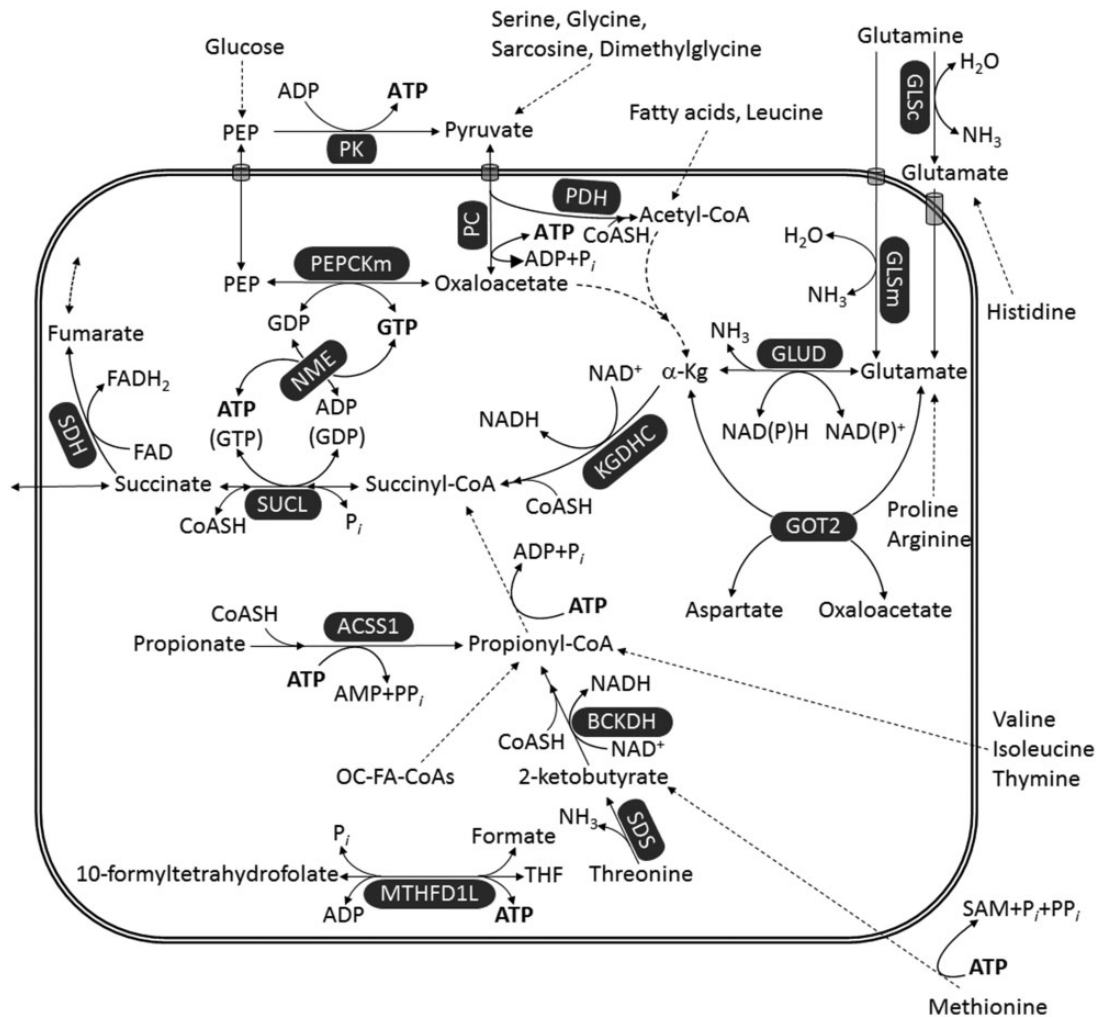 Serine, Glycine,
Sarcosine, Dimethylglycine
Glucose
Glutamine
H₂O
GLSc
NH₃
ADP
ATP
Fatty acids, Leucine
PEP
PK
Pyruvate
Glutamate
PDH
Acetyl-CoA
CoASH
PC
ATP
ADP+Pi
H₂O
GLSm
NH₃
PEPCKm
PEP
Oxaloacetate
GDP
GTP
Histidine
Fumarate
NME
NH₃
GLUD
α-Kg
Glutamate
FADH₂
SDH
FAD
ATP
(GTP)
ADP
(GDP)
NAD⁺
NADH
KGDHC
NAD(P)H
NAD(P)⁺
Succinate
SUCL
Succinyl-CoA
CoASH
Pi
CoASH
GOT2
Proline
Arginine
ADP+Pi
ATP
Aspartate
Oxaloacetate
CoASH
Propionate
ACSS1
Propionyl-CoA
ATP
AMP+PPi
NADH
BCKDH
CoASH
NAD⁺
Valine
Isoleucine
Thymine
OC-FA-CoAs
2-ketobutyrate
NH₃
SDS
Threonine
Pi
Formate
10-formyltetrahydrofolate
MTHFD1L
THF
ADP
ATP
SAM+Pi+PPi
ATP
Methionine